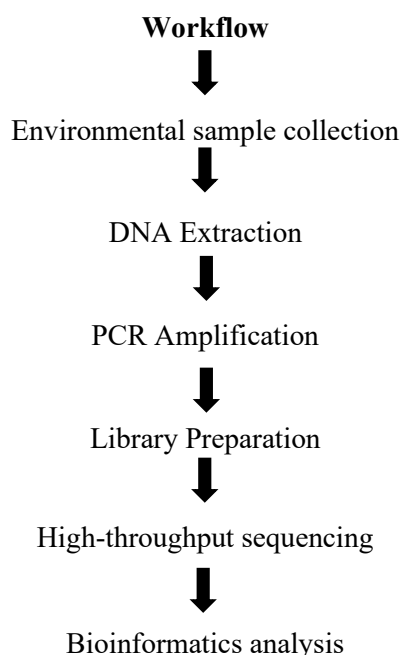 Workflow
Environmental sample collection
DNA Extraction
PCR Amplification
Library Preparation
High-throughput sequencing
Bioinformatics analysis